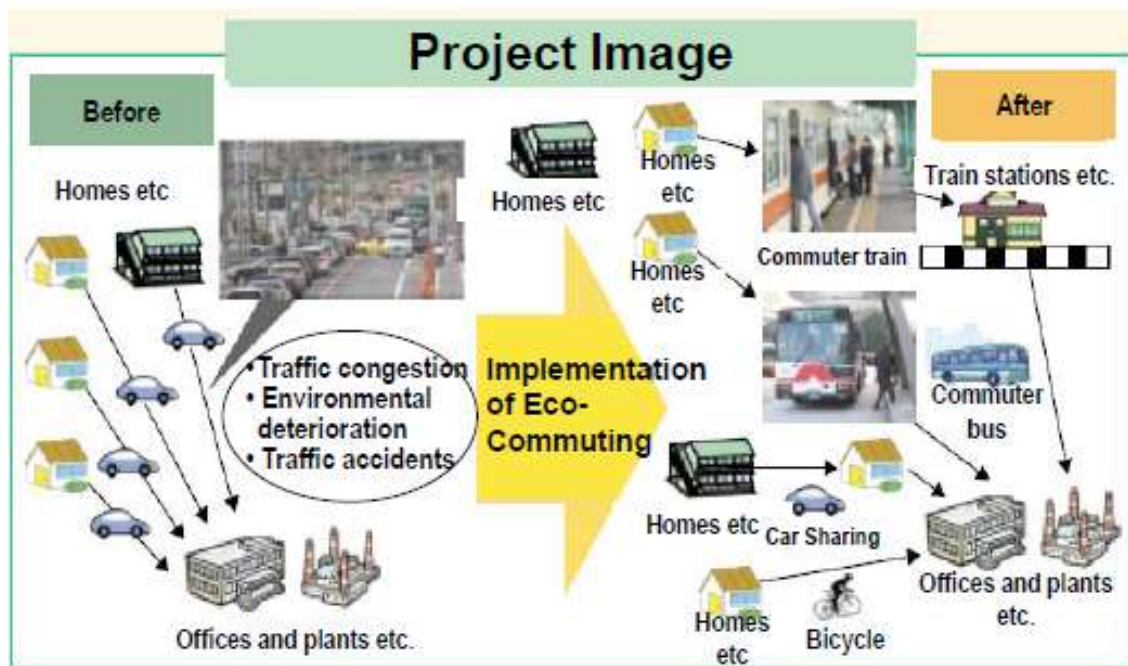 Project Image
Before
Homes etc
• Traffic congestion
• Environmental
deterioration
• Traffic accidents
Offices and plants etc.
Implementation
of Eco-
Commuting
After
Homes etc
Homes
etc
Homes
etc
Commuter train
Train stations etc.
Commuter
bus
Homes etc
Car Sharing
Homes
etc
Bicycle
Offices and plants
etc.